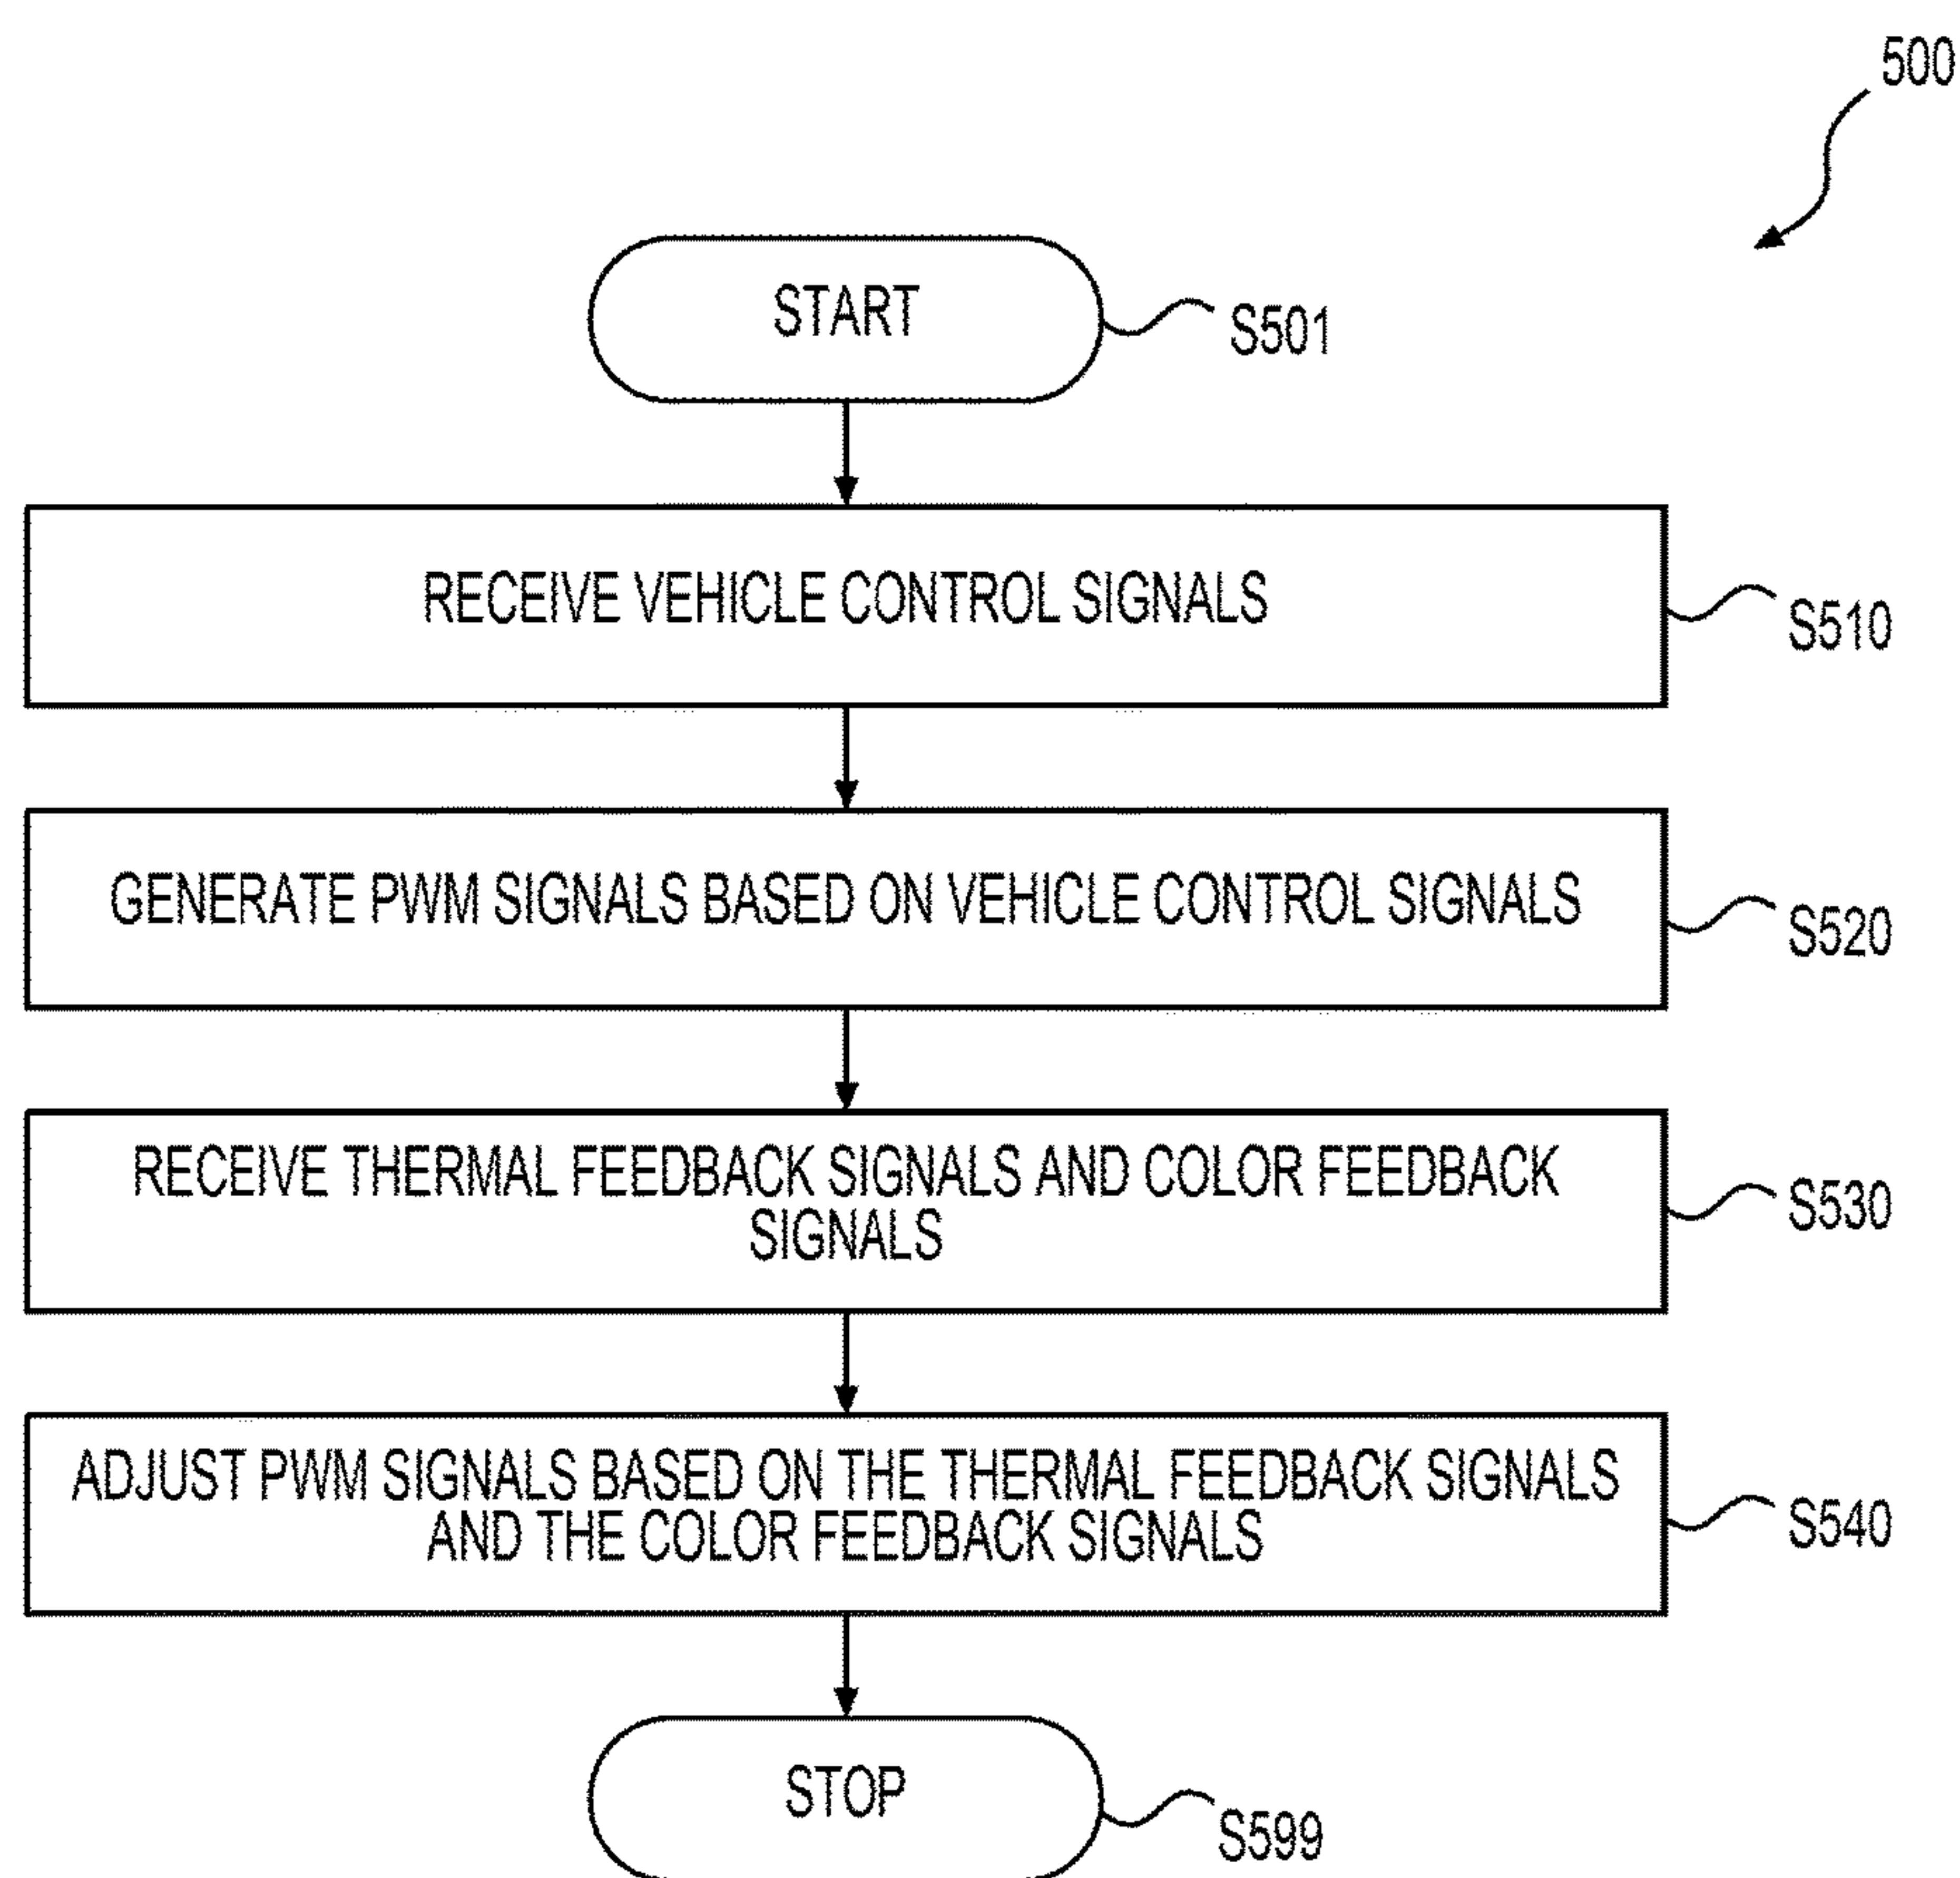 500
START
S501
RECEIVE VEHICLE CONTROL SIGNALS
S510
GENERATE PWM SIGNALS BASED ON VEHICLE CONTROL SIGNALS
S520
RECEIVE THERMAL FEEDBACK SIGNALS AND COLOR FEEDBACK
SIGNALS
S530
ADJUST PWM SIGNALS BASED ON THE THERMAL FEEDBACK SIGNALS
AND THE COLOR FEEDBACK SIGNALS
S540
STOP
S599